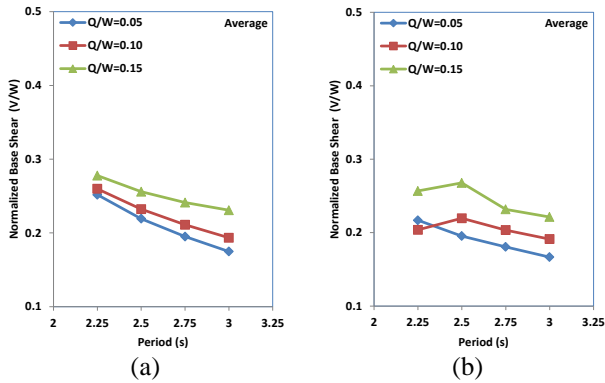 0.5
Q/W=0.05
Average
Q/W=0.10
Q/W=0.15
0.4
0.3
0.2
0.1
Normalized Base Shear (V/W)
2 2.25 2.5 2.75 3 3.25
Period (s)
(a)
0.5
Q/W=0.05
Average
Q/W=0.10
Q/W=0.15
0.4
0.3
0.2
0.1
Normalized Base Shear (V/W)
2 2.25 2.5 2.75 3 3.25
Period (s)
(b)